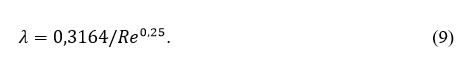 λ = 0,3164/Re^{0,25}. (9)